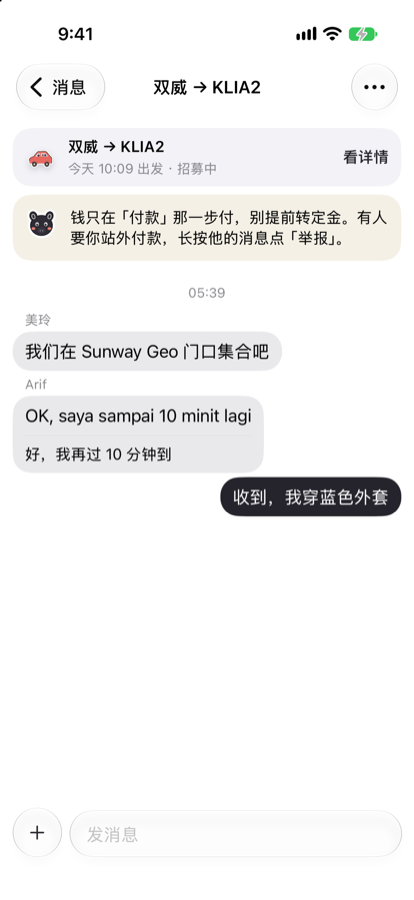 9:41
消息
双威 → KLIA2
双威 → KLIA2
今天 10:09 出发 · 招募中
看详情
钱只在「付款」那一步付，别提前转定金。有人
要你站外付款，长按他的消息点「举报」。
05:39
美玲
我们在 Sunway Geo 门口集合吧
Arif
OK, saya sampai 10 minit lagi
好，我再过 10 分钟到
收到，我穿蓝色外套
发消息